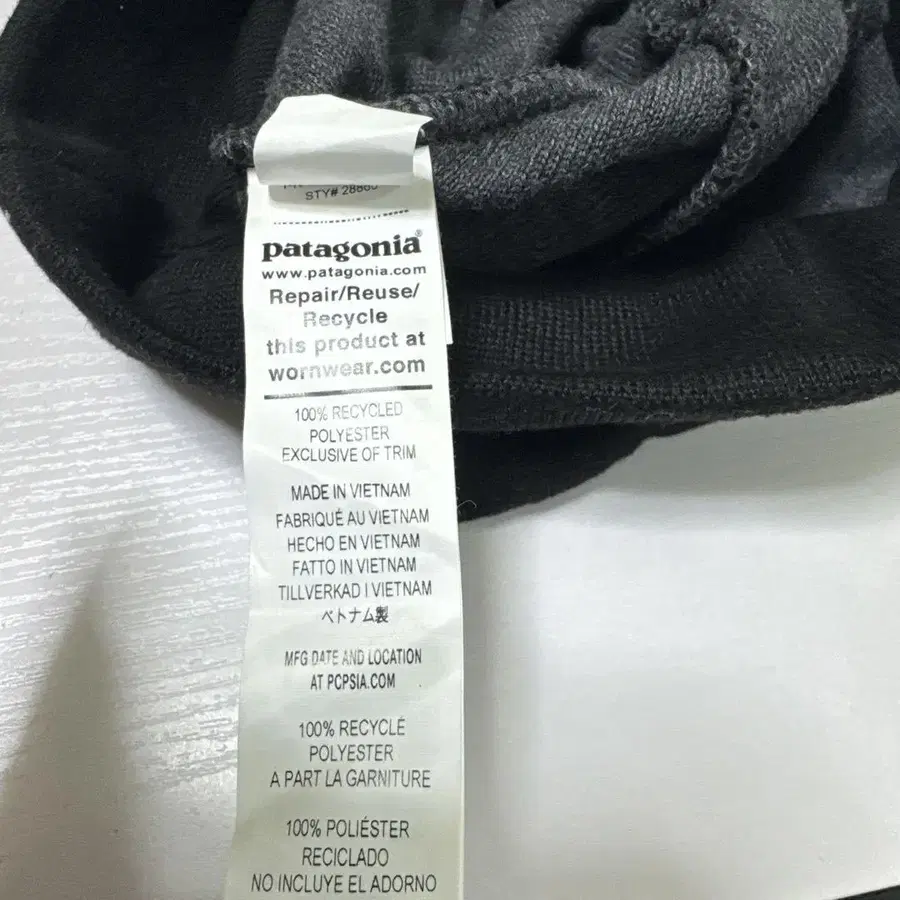 STY# 28860
patagonia®
www.patagonia.com
Repair/Reuse/
Recycle
this product at
wornwear.com
100% RECYCLED
POLYESTER
EXCLUSIVE OF TRIM
MADE IN VIETNAM
FABRIQUÉ AU VIETNAM
HECHO EN VIETNAM
FATTO IN VIETNAM
TILLVERKAD I VIETNAM
ベトナム製
MFG DATE AND LOCATION
AT PCPSIA.COM
100% RECYCLÉ
POLYESTER
A PART LA GARNITURE
100% POLIÉSTER
RECICLADO
NO INCLUYE EL ADORNO